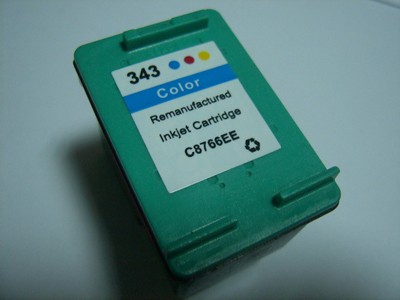 343
Color
Remanufactured
Inkjet Cartridge
C8766EE